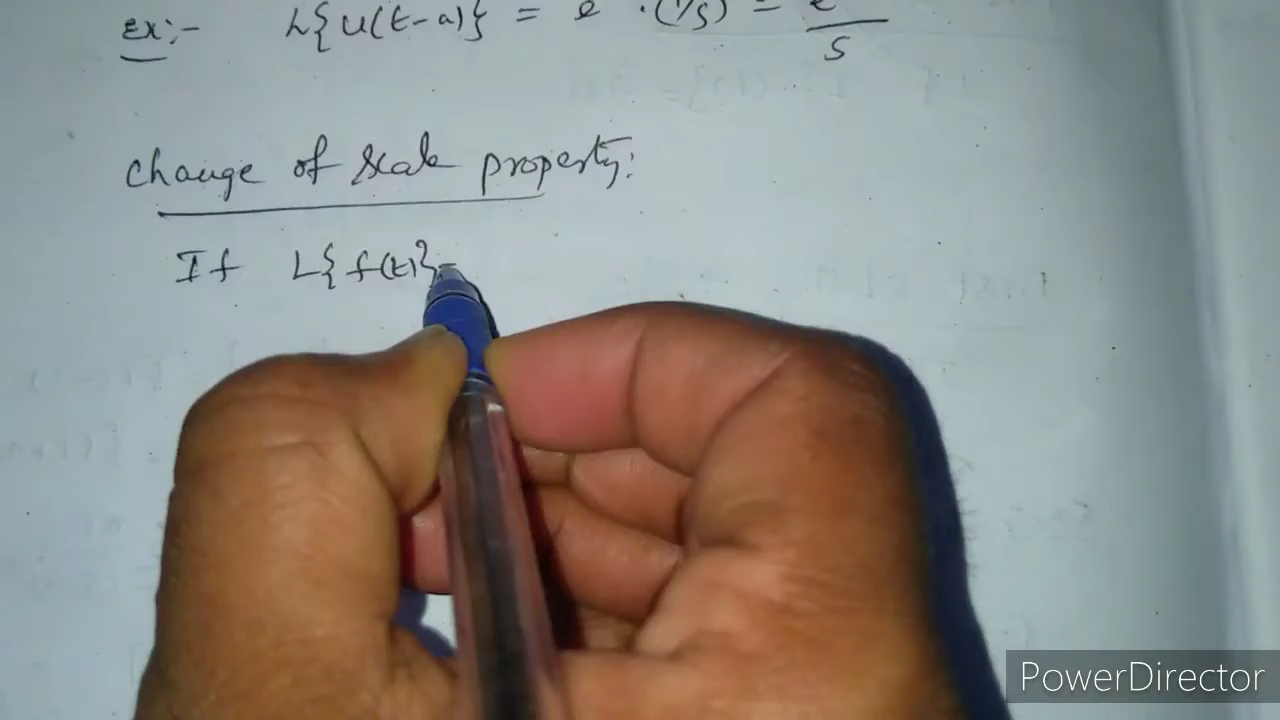 Ex:- L{u(t-a)} = e ·(1/s) = e/s
Change of scale property:
If L{f(t)} =
PowerDirector